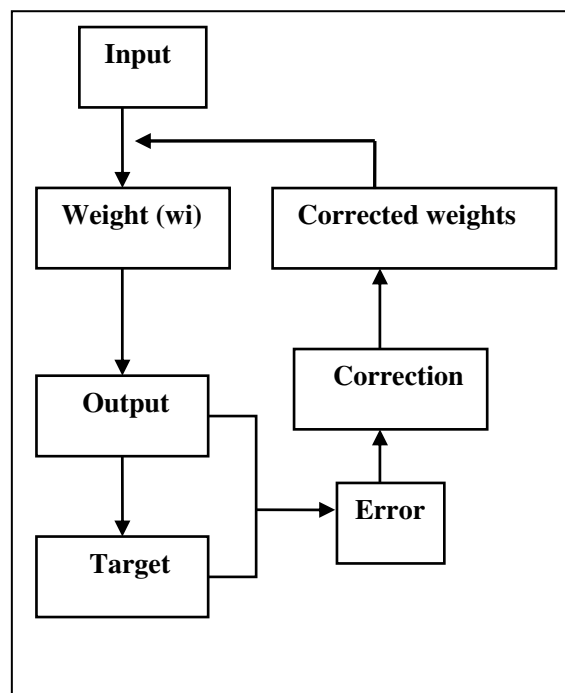 Input
Weight (wi)
Corrected weights
Correction
Output
Error
Target